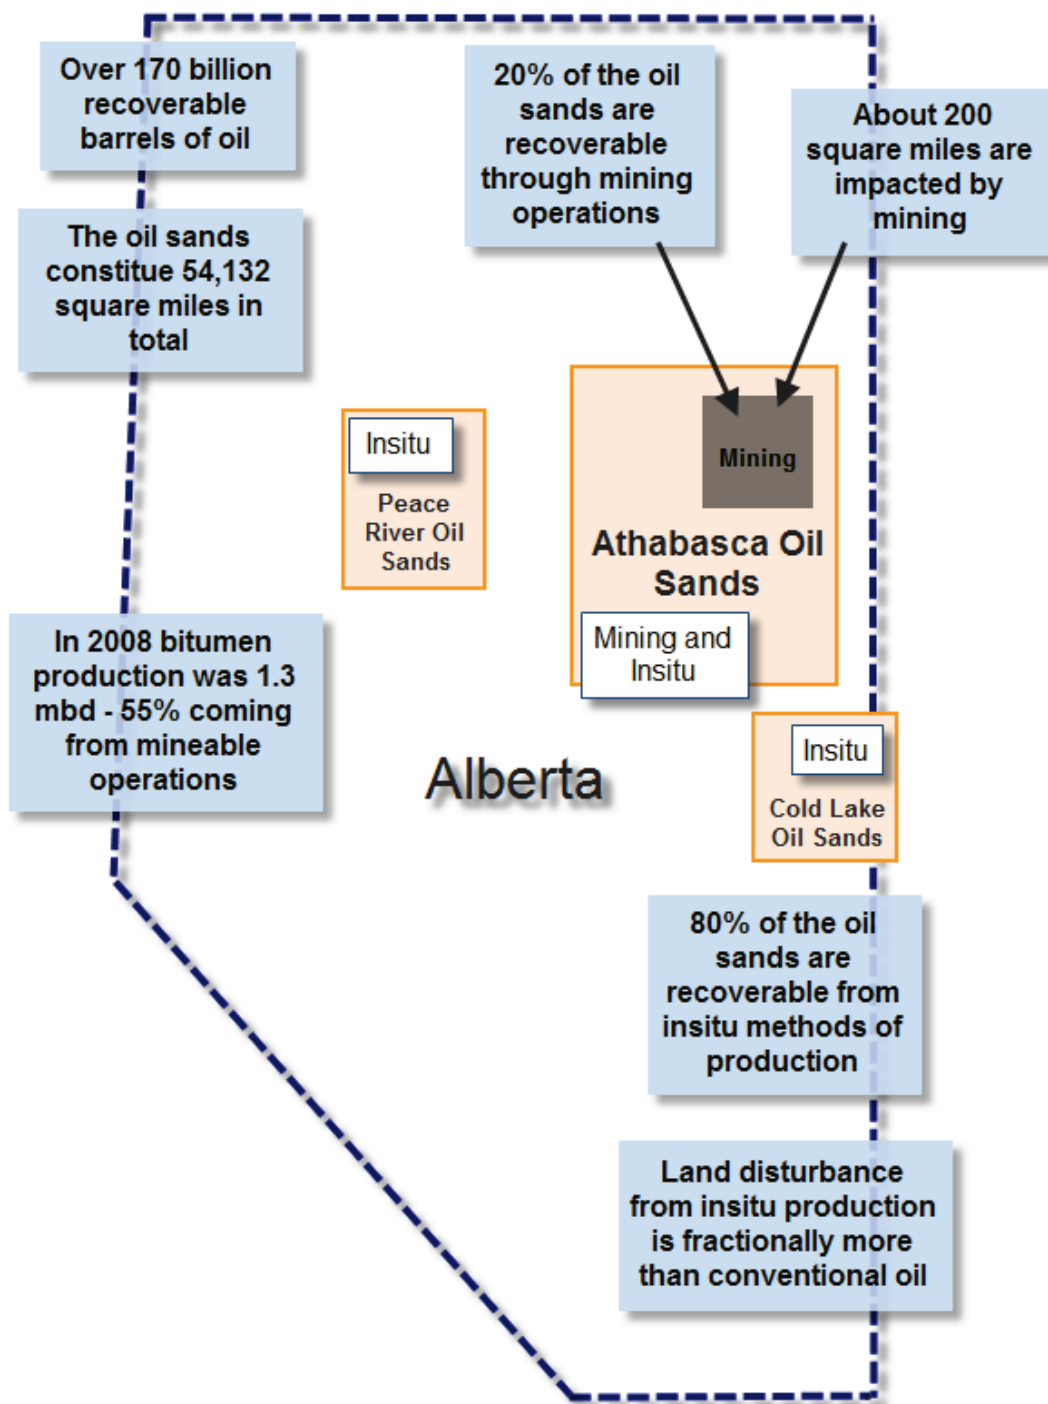 Over 170 billion
recoverable
barrels of oil
20% of the oil
sands are
recoverable
through mining
operations
About 200
square miles are
impacted by
mining
The oil sands
constitue 54,132
square miles in
total
Mining
Insitu
Peace
River Oil
Sands
Athabasca Oil
Sands
Mining and
Insitu
In 2008 bitumen
production was 1.3
mbd - 55% coming
from mineable
operations
Alberta
Insitu
Cold Lake
Oil Sands
80% of the oil
sands are
recoverable from
insitu methods of
production
Land disturbance
from insitu production
is fractionally more
than conventional oil